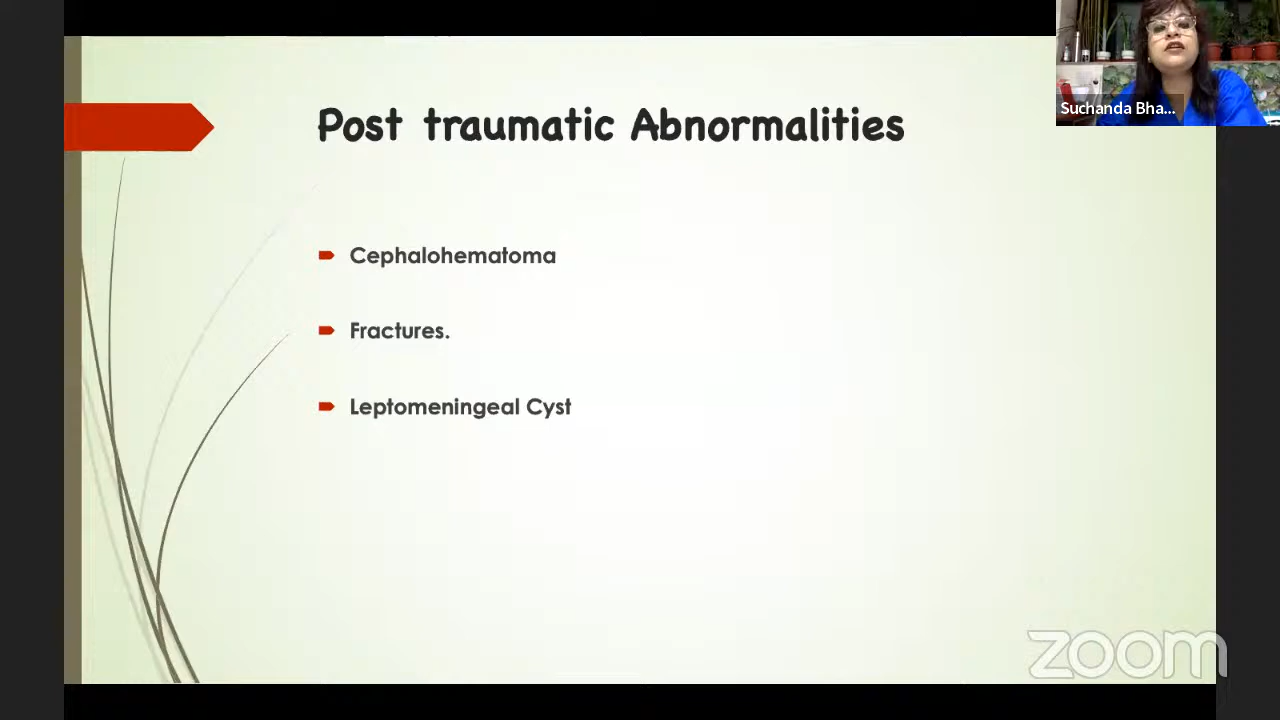 Post traumatic Abnormalities
Suchanda Bha...
Cephalohematoma
Fractures.
Leptomeningeal Cyst
zoom